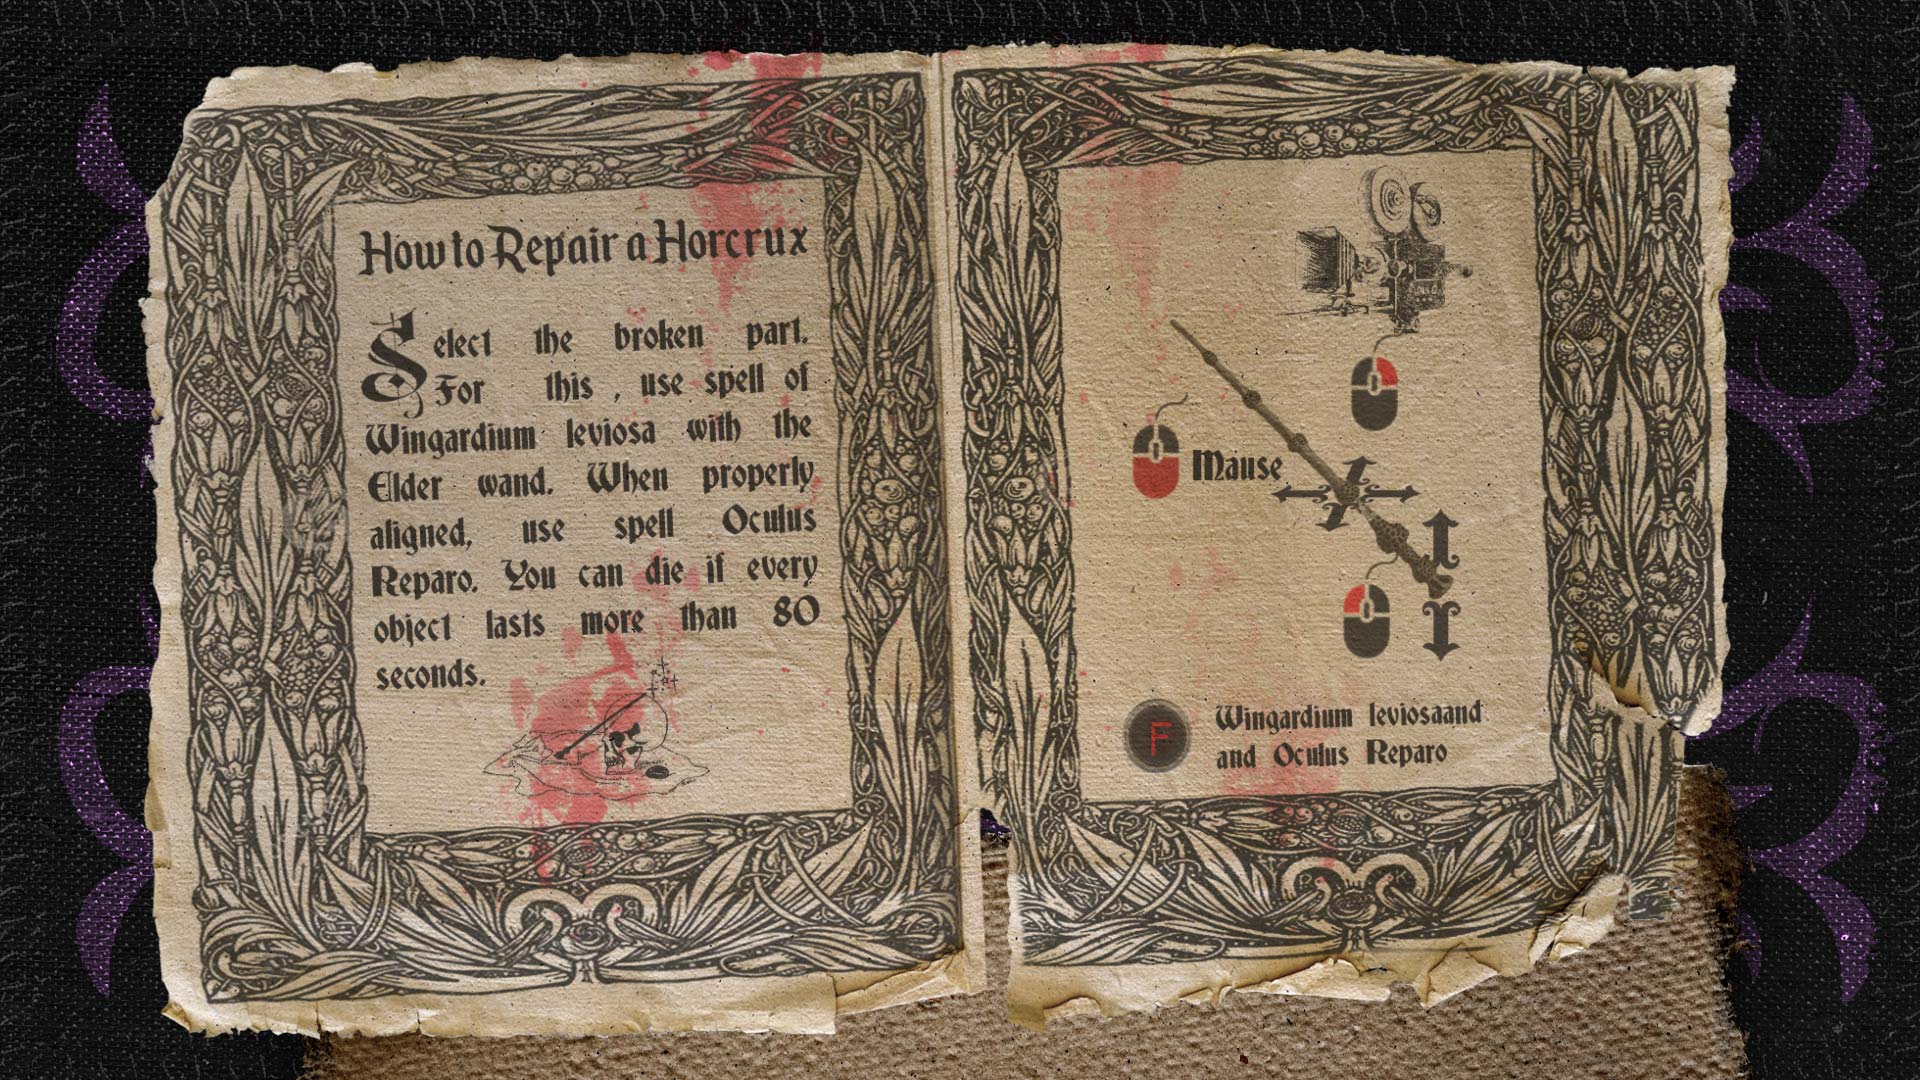 How to Repair a Horcrux
Select the broken part.
For this , use spell of
Wingardium leviosa with the
Elder wand. When properly
aligned, use spell Oculus
Reparo. You can die if every
object lasts more than 80
seconds.
Mause
F
Wingardium leviosaand
and Oculus Reparo